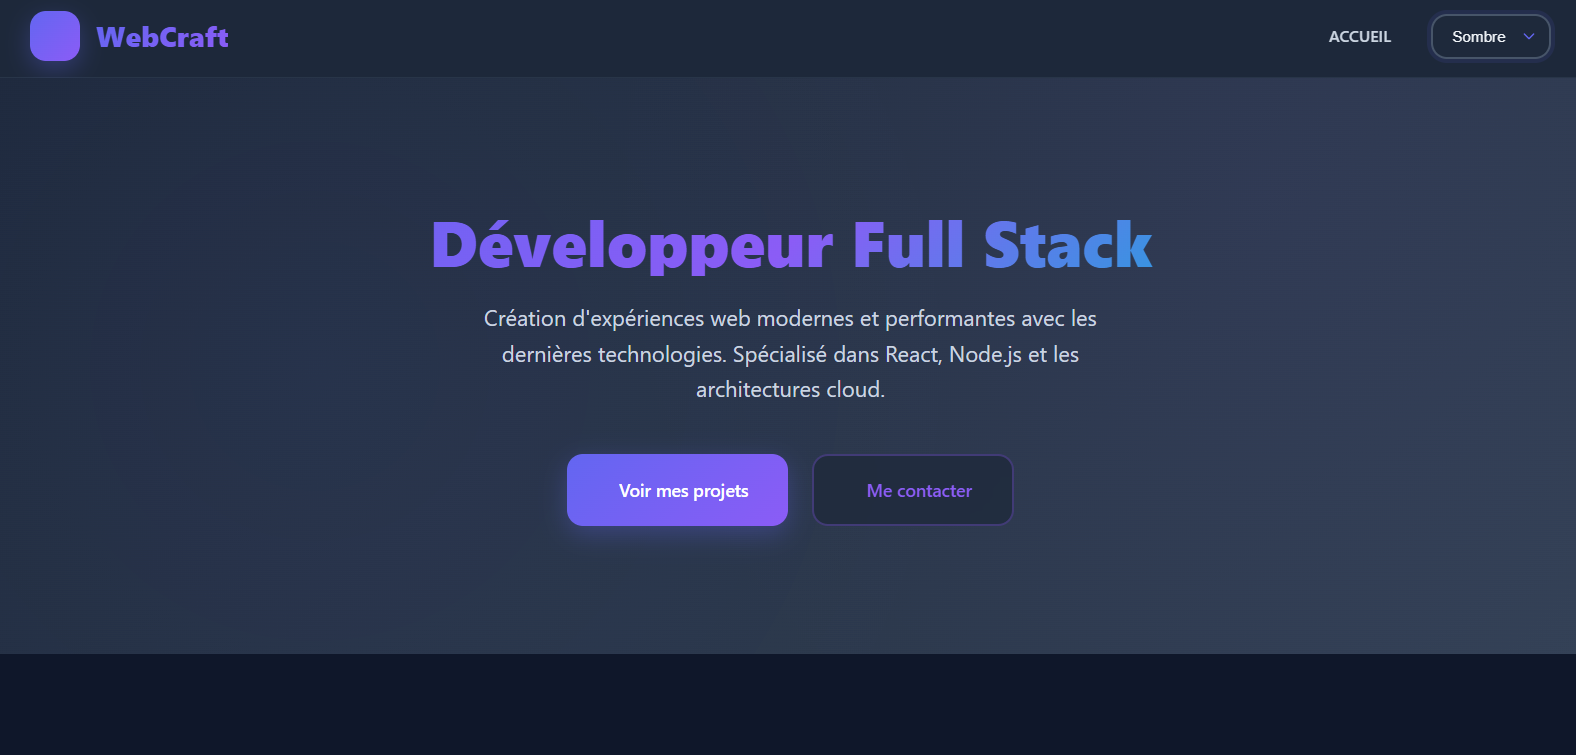 WebCraft
ACCUEIL
Sombre
Développeur Full Stack
Création d'expériences web modernes et performantes avec les
dernières technologies. Spécialisé dans React, Node.js et les
architectures cloud.
Voir mes projets
Me contacter